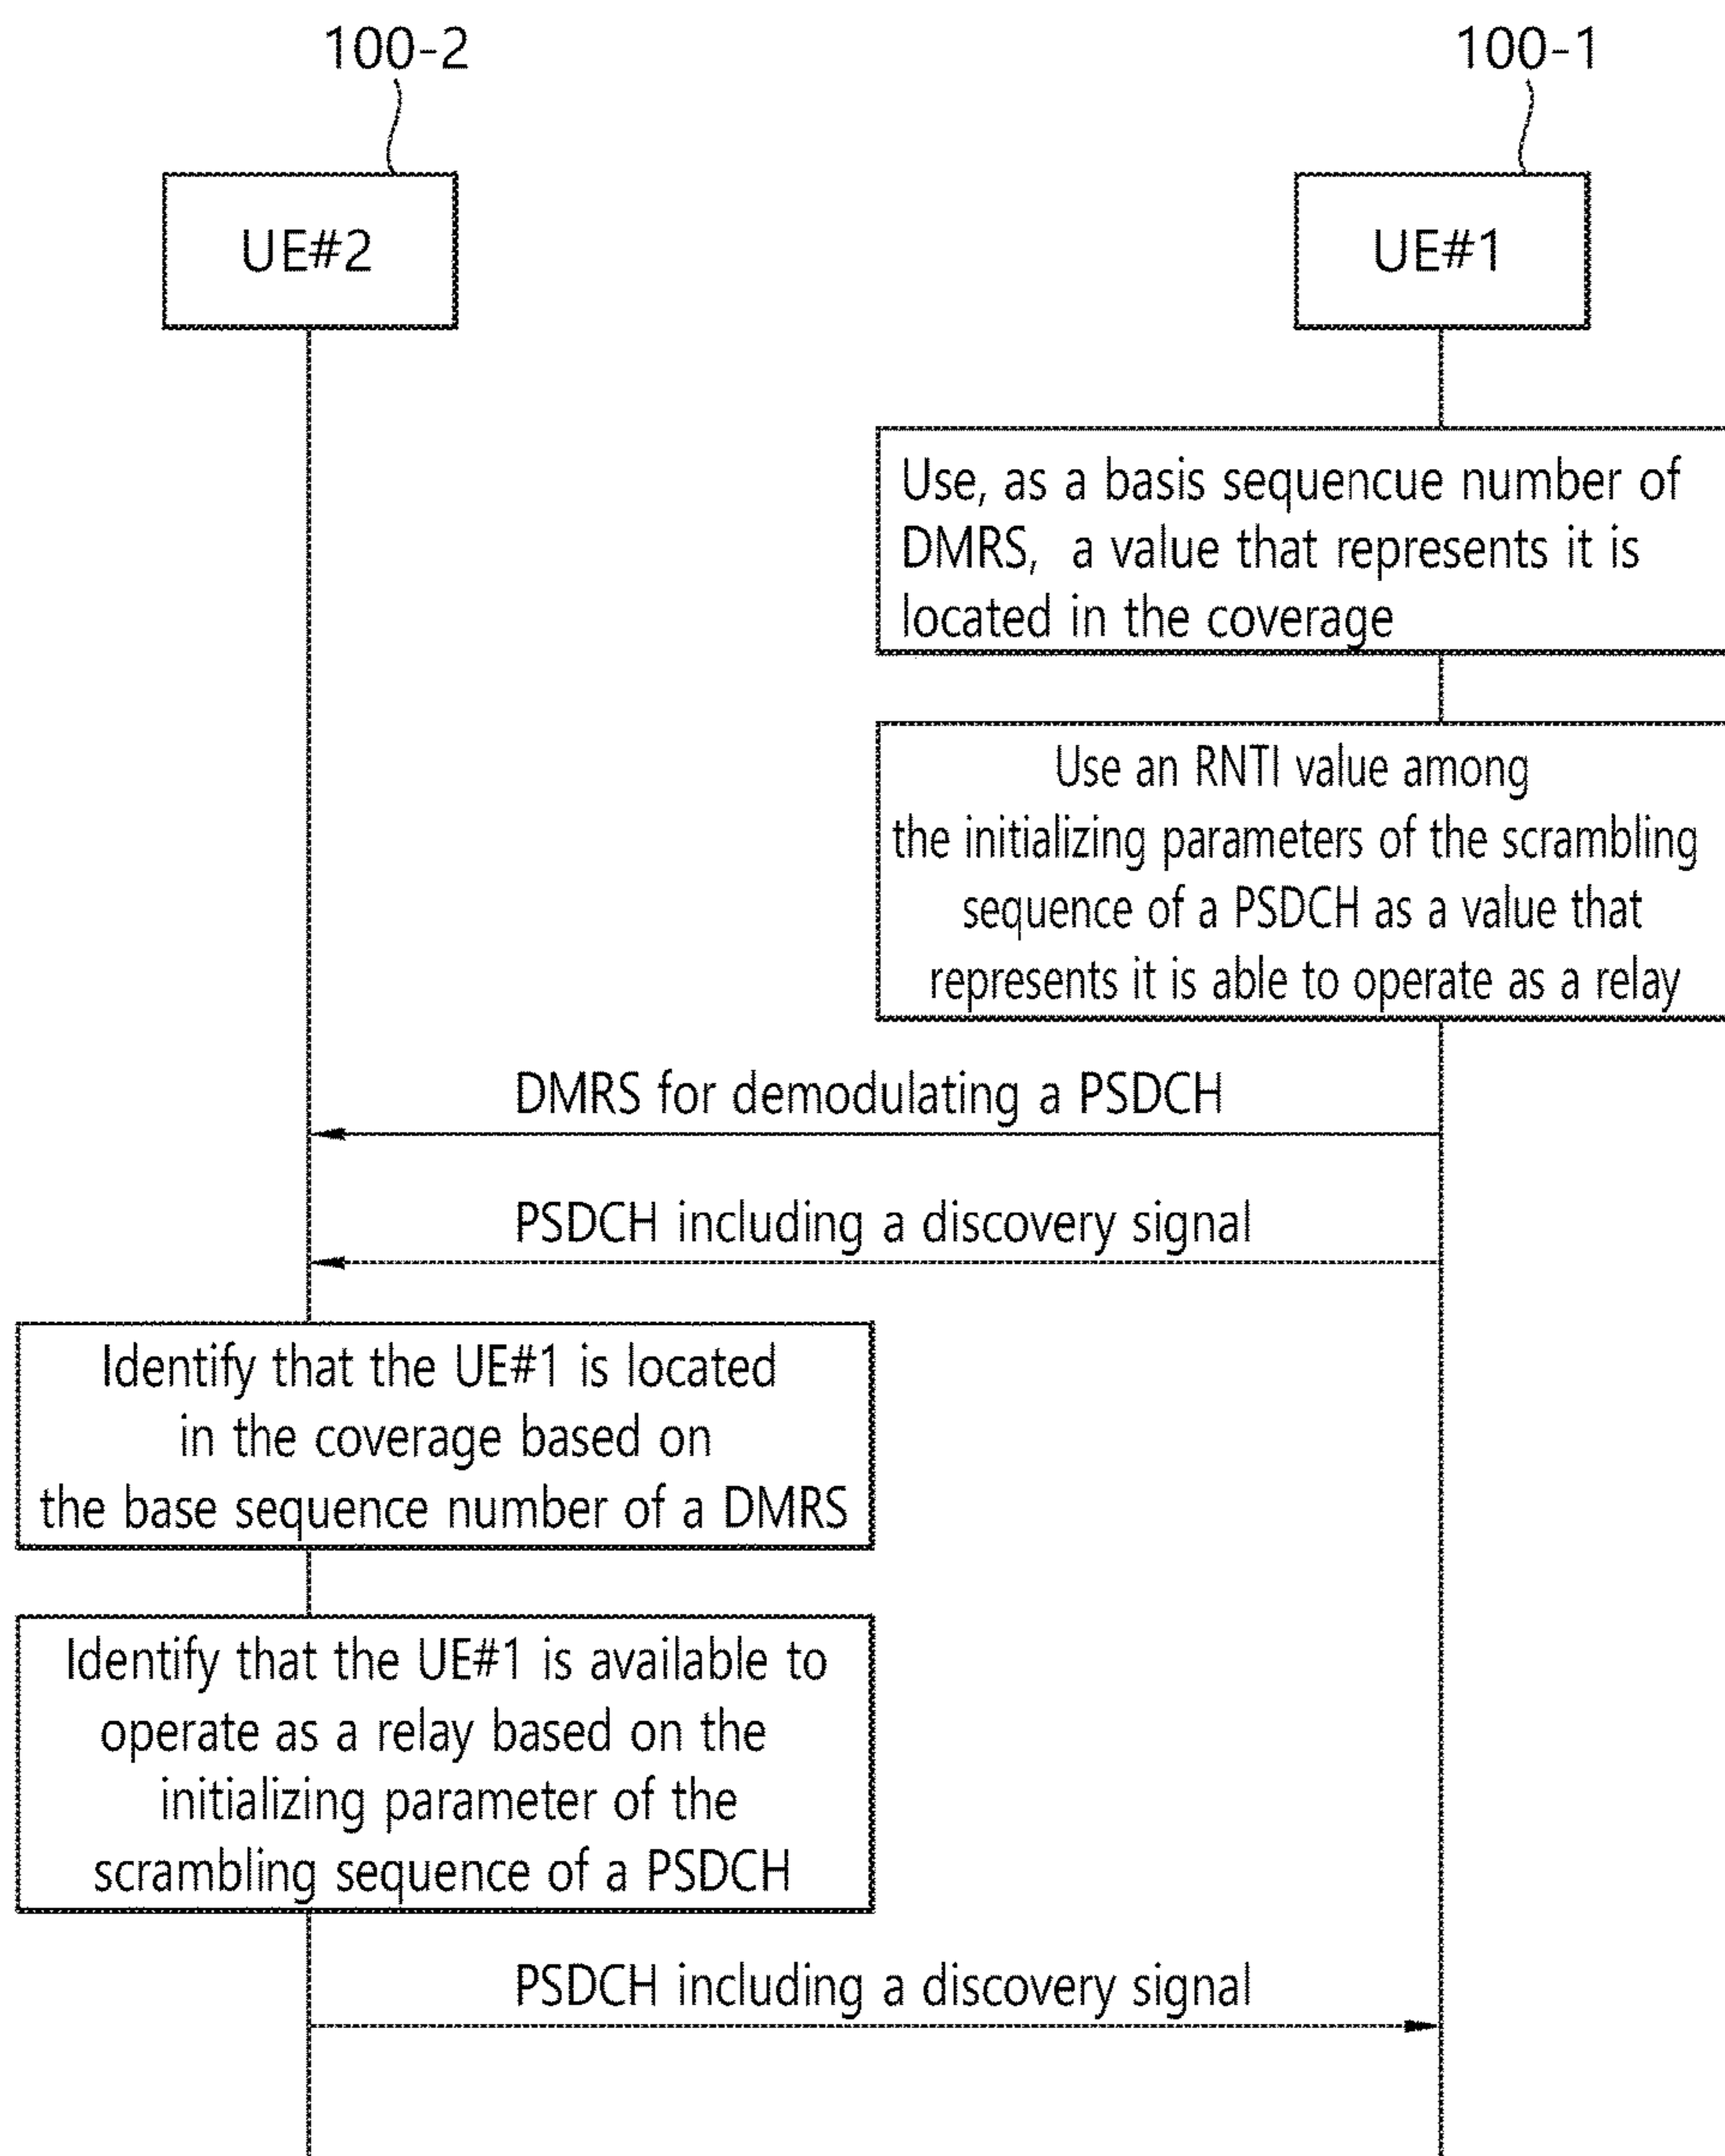 100-2
100-1
UE#2
UE#1
Use, as a basis sequencue number of
DMRS, a value that represents it is
located in the coverage
Use an RNTI value among
the initializing parameters of the scrambling
sequence of a PSDCH as a value that
represents it is able to operate as a relay
DMRS for demodulating a PSDCH
PSDCH including a discovery signal
Identify that the UE#1 is located
in the coverage based on
the base sequence number of a DMRS
Identify that the UE#1 is available to
operate as a relay based on the
initializing parameter of the
scrambling sequence of a PSDCH
PSDCH including a discovery signal